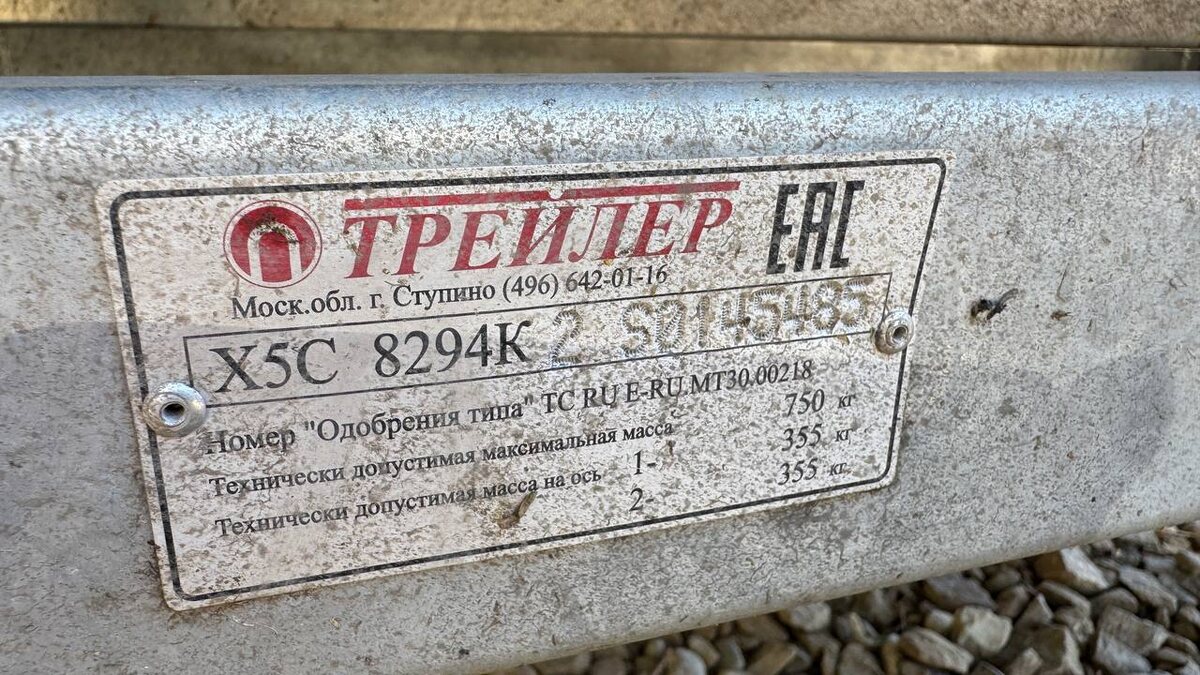 ТРЕЙЛЕР ЕАС
Моск.обл. г. Ступино (496) 642-01-16
X5C 8294K 2 S0145485
Номер "Одобрения типа" ТС RU E-RU.MT30.00218
Технически допустимая максимальная масса 750 кг
Технически допустимая масса на ось 1- 355 кг
2- 355 кг